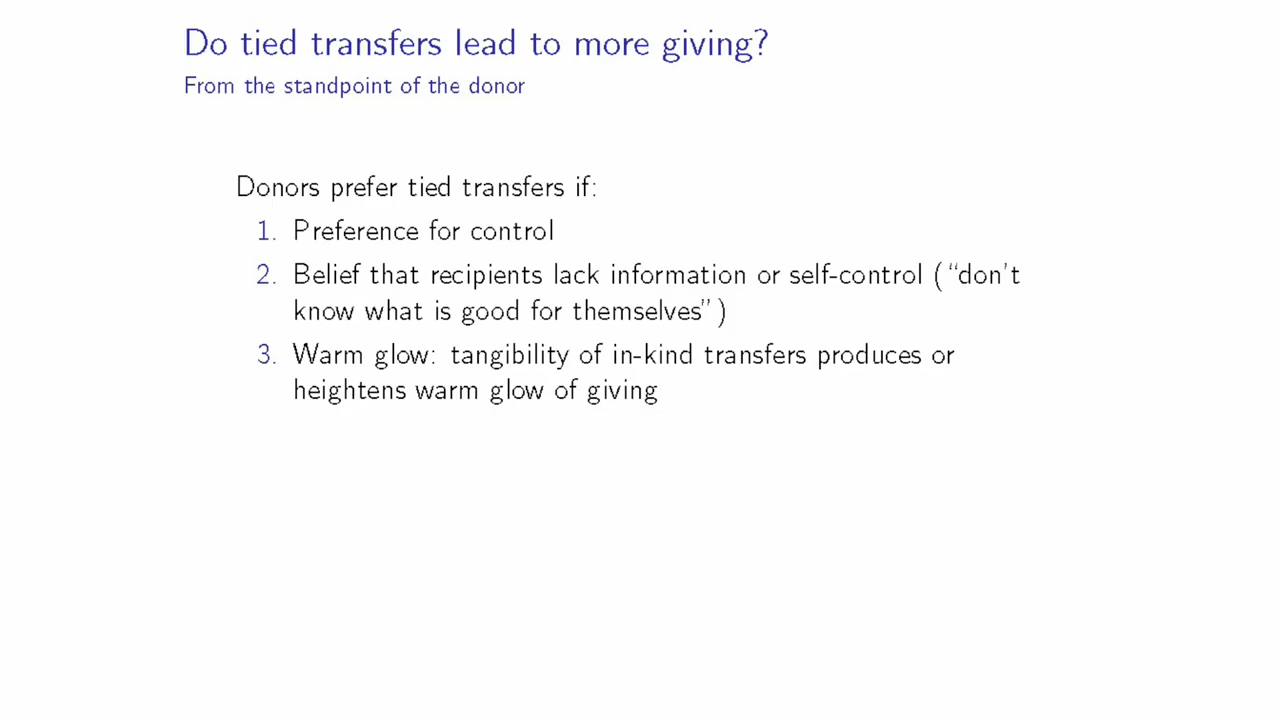 Do tied transfers lead to more giving?
From the standpoint of the donor
Donors prefer tied transfers if:
1. Preference for control
2. Belief that recipients lack information or self-control (“don't
know what is good for themselves”)
3. Warm glow: tangibility of in-kind transfers produces or
heightens warm glow of giving